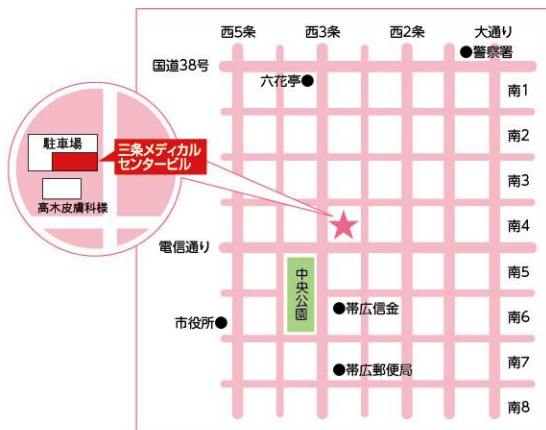 西5条
西3条
西2条
大通り
警察署
国道38号
六花亭
南1
南2
駐車場
三条メディカル
センタービル
南3
高木皮膚科様
南4
電信通り
中央公園
南5
帯広信金
南6
市役所
帯広郵便局
南7
南8